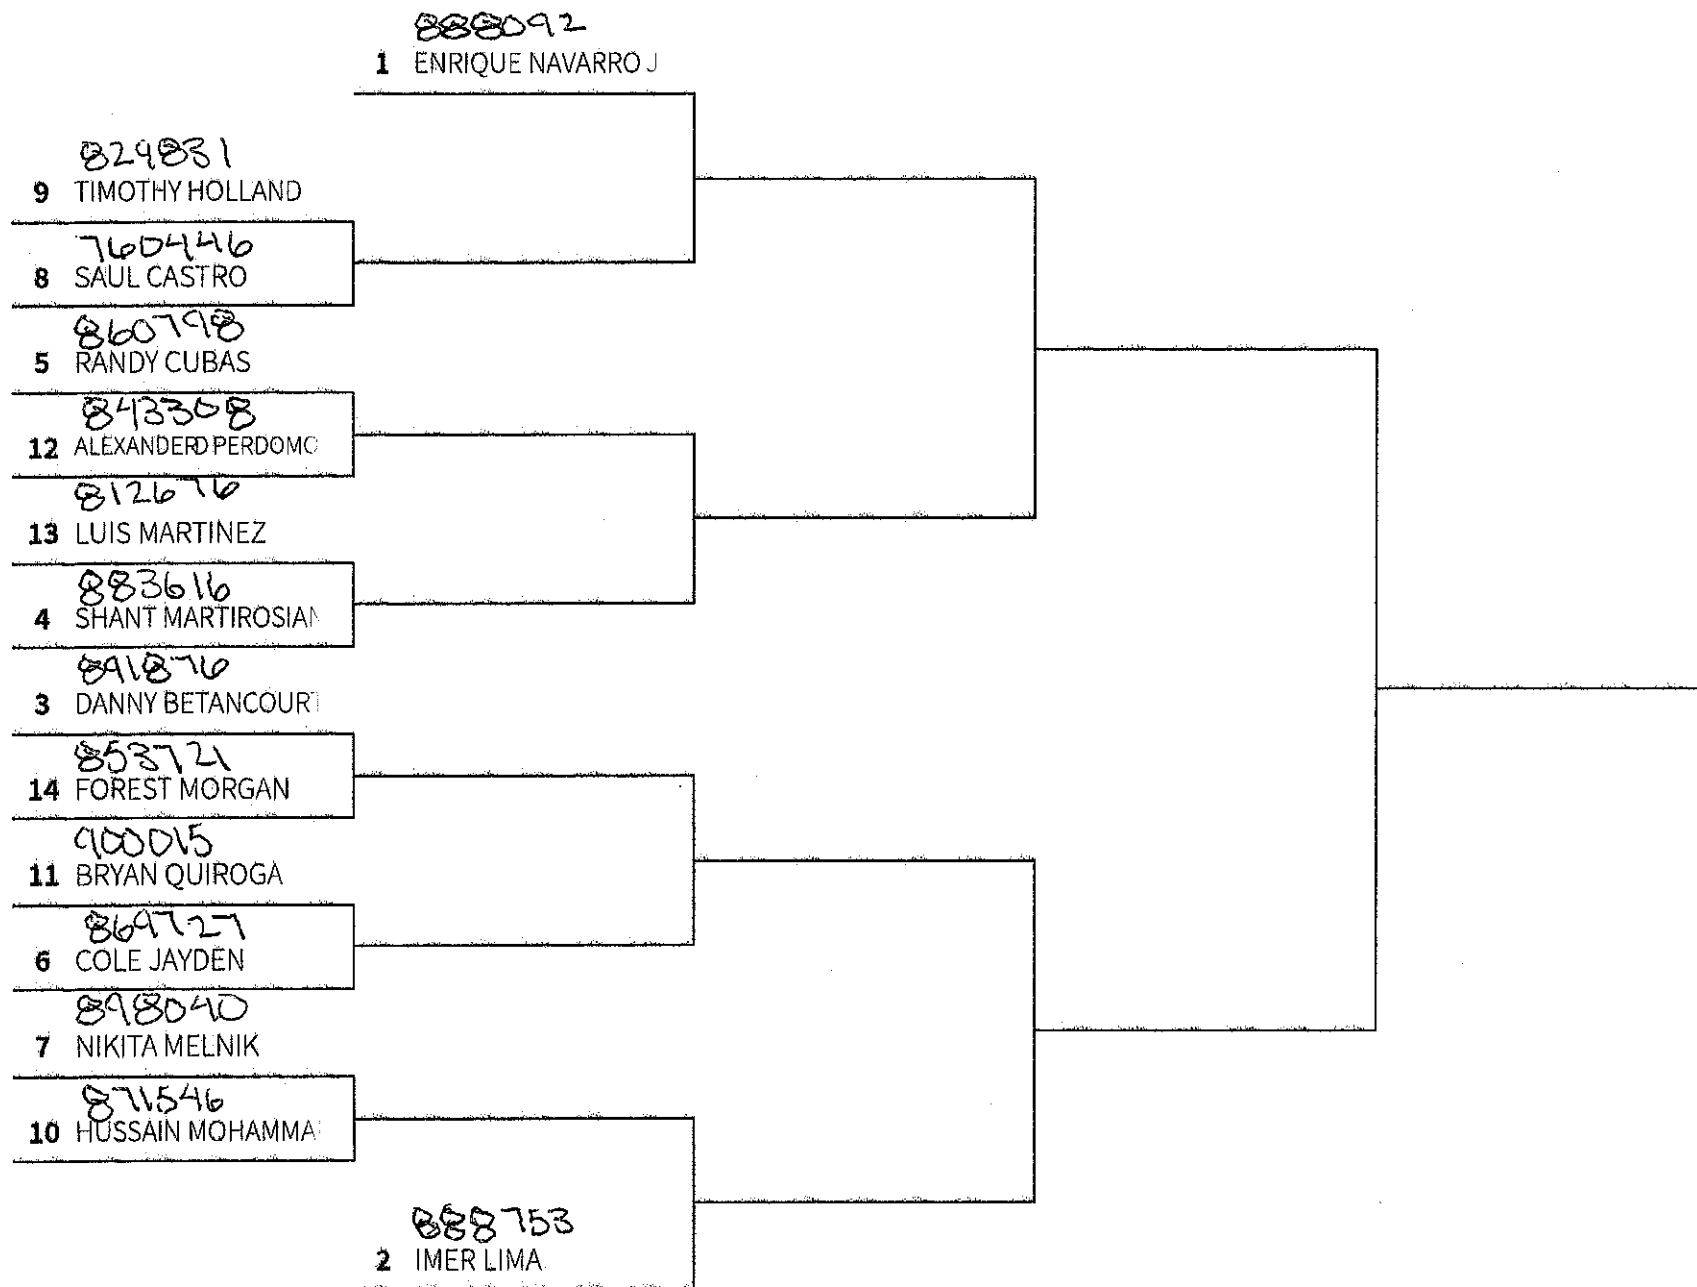 888092
1 ENRIQUE NAVARRO J
829831
9 TIMOTHY HOLLAND
760446
8 SAUL CASTRO
860798
5 RANDY CUBAS
843308
12 ALEXANDERD PERDOMO
812676
13 LUIS MARTINEZ
883616
4 SHANT MARTIROSIAN
891876
3 DANNY BETANCOURT
853721
14 FOREST MORGAN
900015
11 BRYAN QUIROGA
869727
6 COLE JAYDEN
898040
7 NIKITA MELNIK
871546
10 HUSSAIN MOHAMMA
888753
2 IMER LIMA